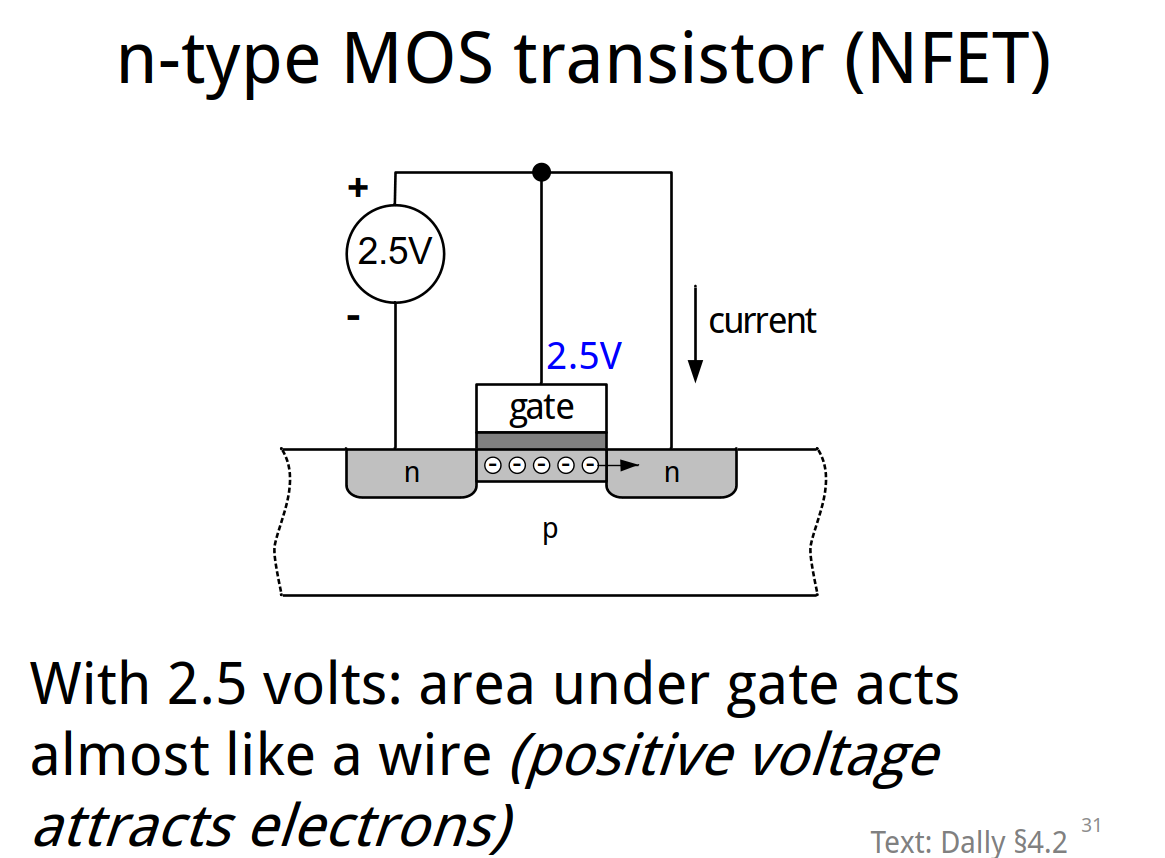 n-type MOS transistor (NFET)
+
2.5V
-
current
2.5V
gate
n
- - - - -
n
p
With 2.5 volts: area under gate acts
almost like a wire (positive voltage
attracts electrons)
Text: Dally §4.2
31